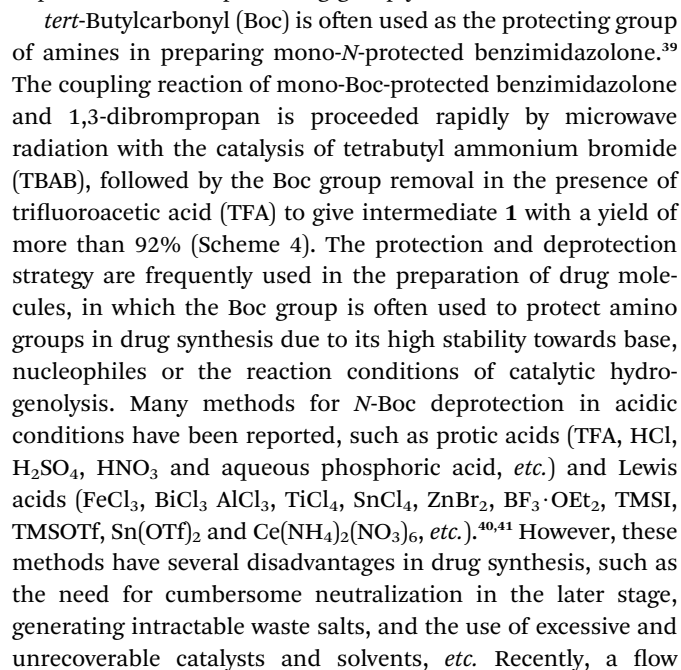 tert-Butylcarbonyl (Boc) is often used as the protecting group
of amines in preparing mono-N-protected benzimidazolone.³⁹
The coupling reaction of mono-Boc-protected benzimidazolone
and 1,3-dibrompropan is proceeded rapidly by microwave
radiation with the catalysis of tetrabutyl ammonium bromide
(TBAB), followed by the Boc group removal in the presence of
trifluoroacetic acid (TFA) to give intermediate 1 with a yield of
more than 92% (Scheme 4). The protection and deprotection
strategy are frequently used in the preparation of drug mole-
cules, in which the Boc group is often used to protect amino
groups in drug synthesis due to its high stability towards base,
nucleophiles or the reaction conditions of catalytic hydro-
genolysis. Many methods for N-Boc deprotection in acidic
conditions have been reported, such as protic acids (TFA, HCl,
H₂SO₄, HNO₃ and aqueous phosphoric acid, etc.) and Lewis
acids (FeCl₃, BiCl₃ AlCl₃, TiCl₄, SnCl₄, ZnBr₂, BF₃·OEt₂, TMSI,
TMSOTf, Sn(OTf)₂ and Ce(NH₄)₂(NO₃)₆, etc.).⁴⁰,⁴¹ However, these
methods have several disadvantages in drug synthesis, such as
the need for cumbersome neutralization in the later stage,
generating intractable waste salts, and the use of excessive and
unrecoverable catalysts and solvents, etc. Recently, a flow